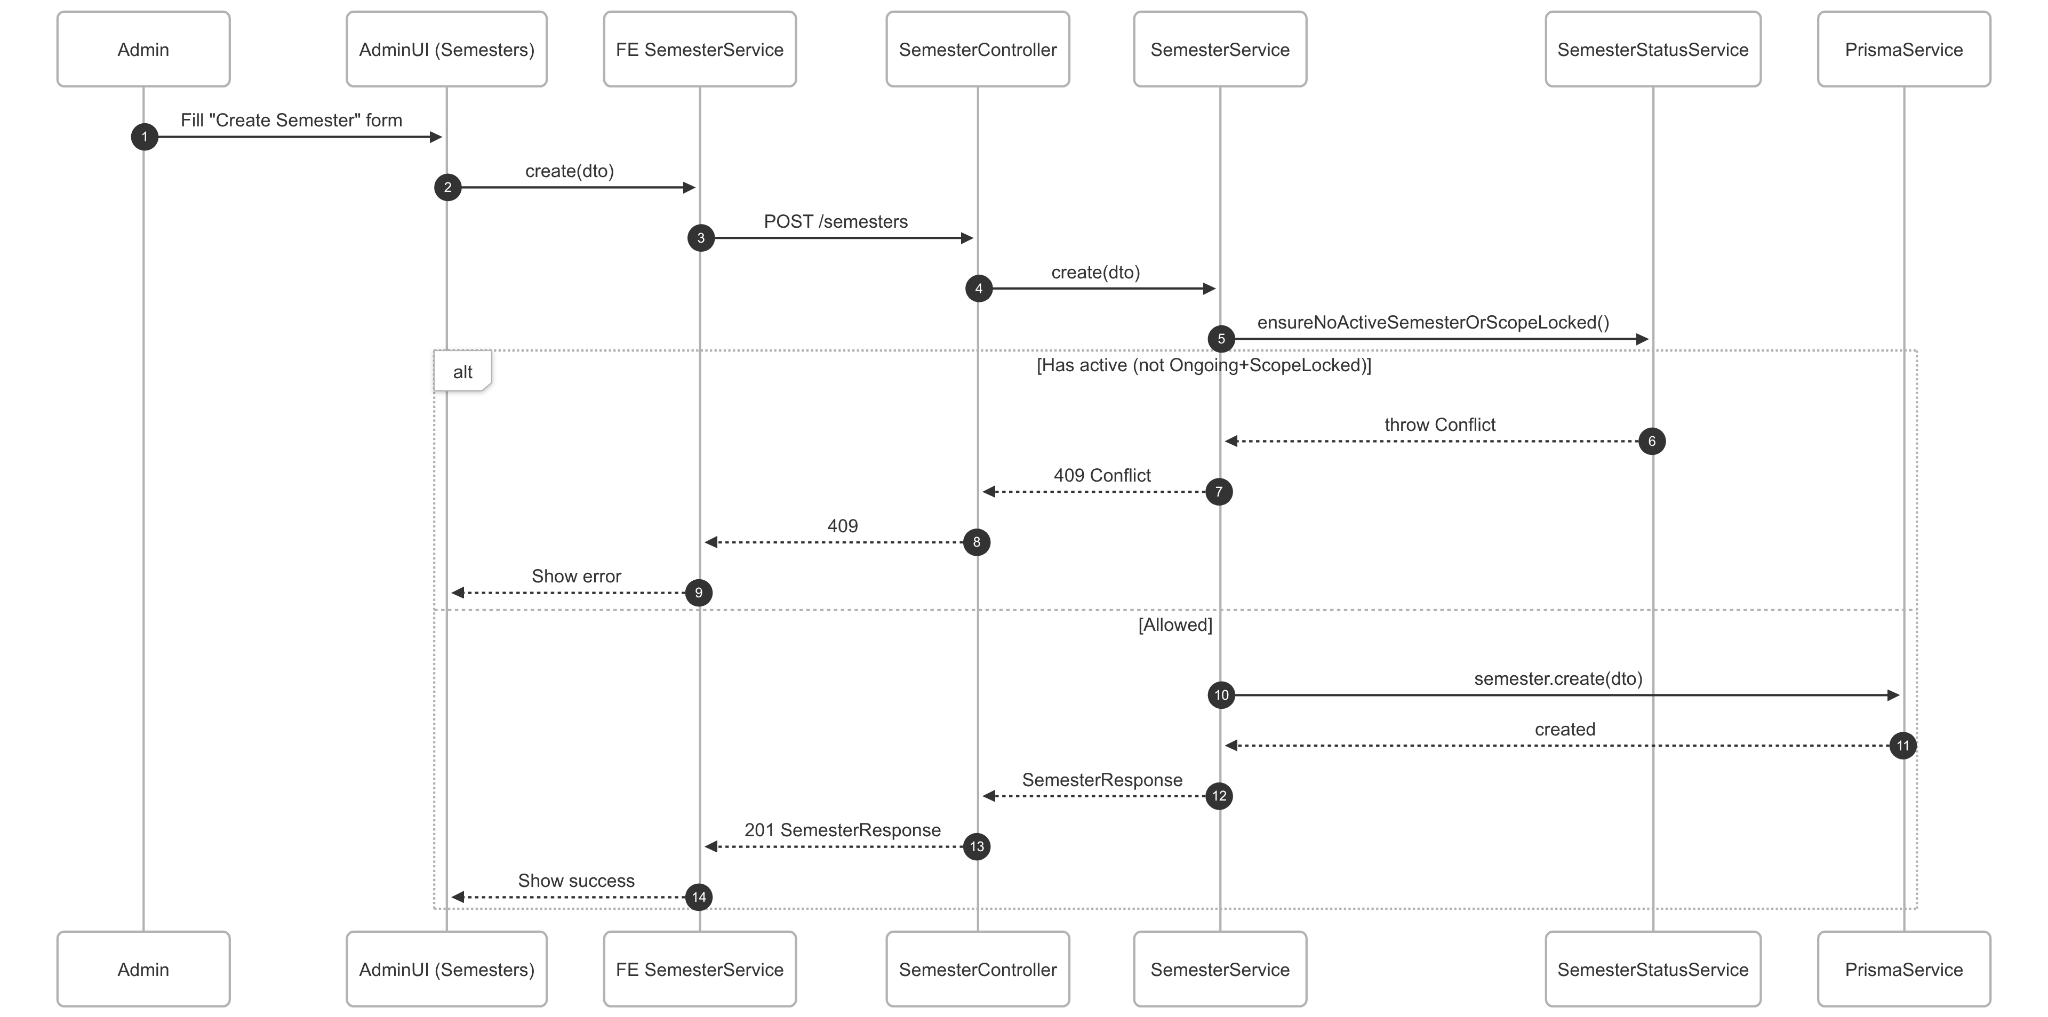 Admin
AdminUI (Semesters)
FE SemesterService
SemesterController
SemesterService
SemesterStatusService
PrismaService
Fill "Create Semester" form
1
create(dto)
2
POST /semesters
3
create(dto)
4
ensureNoActiveSemesterOrScopeLocked()
5
alt
[Has active (not Ongoing+ScopeLocked)]
throw Conflict
6
409 Conflict
7
409
8
Show error
9
[Allowed]
semester.create(dto)
10
created
11
SemesterResponse
12
201 SemesterResponse
13
Show success
14
Admin
AdminUI (Semesters)
FE SemesterService
SemesterController
SemesterService
SemesterStatusService
PrismaService